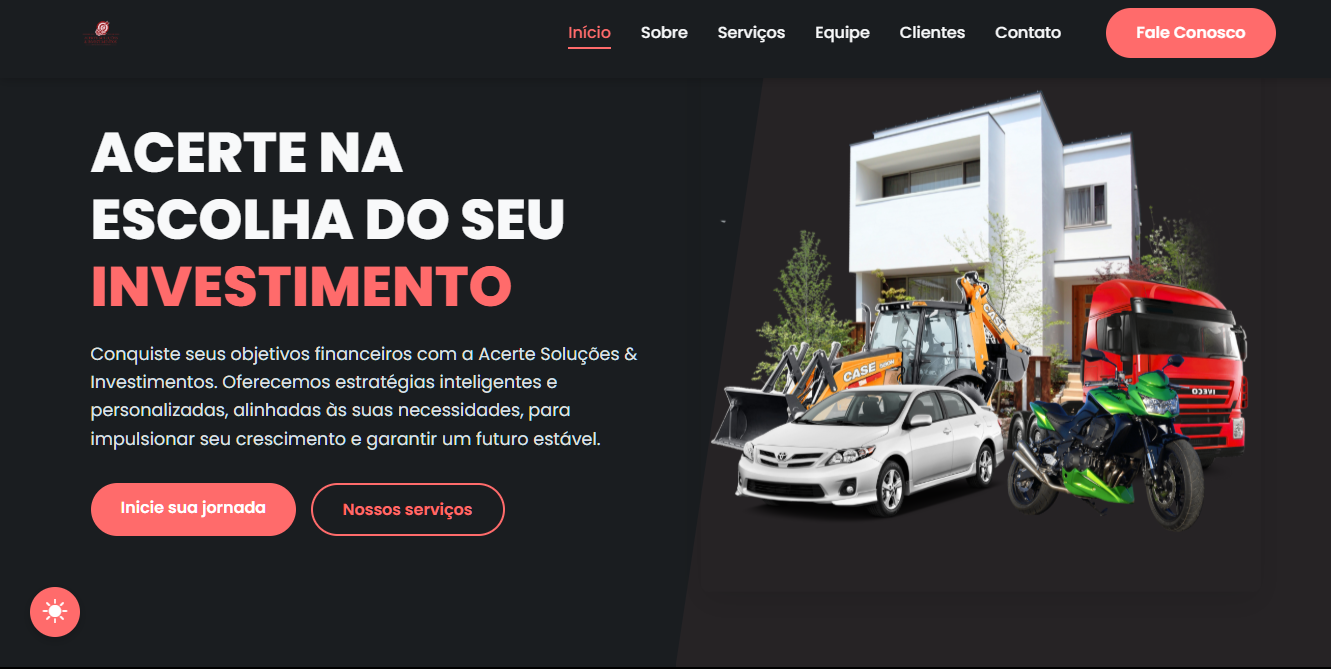 Início Sobre Serviços Equipe Clientes Contato Fale Conosco
ACERTE NA
ESCOLHA DO SEU
INVESTIMENTO
Conquiste seus objetivos financeiros com a Acerte Soluções &
Investimentos. Oferecemos estratégias inteligentes e
personalizadas, alinhadas às suas necessidades, para
impulsionar seu crescimento e garantir um futuro estável.
Inicie sua jornada Nossos serviços
CASE
CASE
IVECO